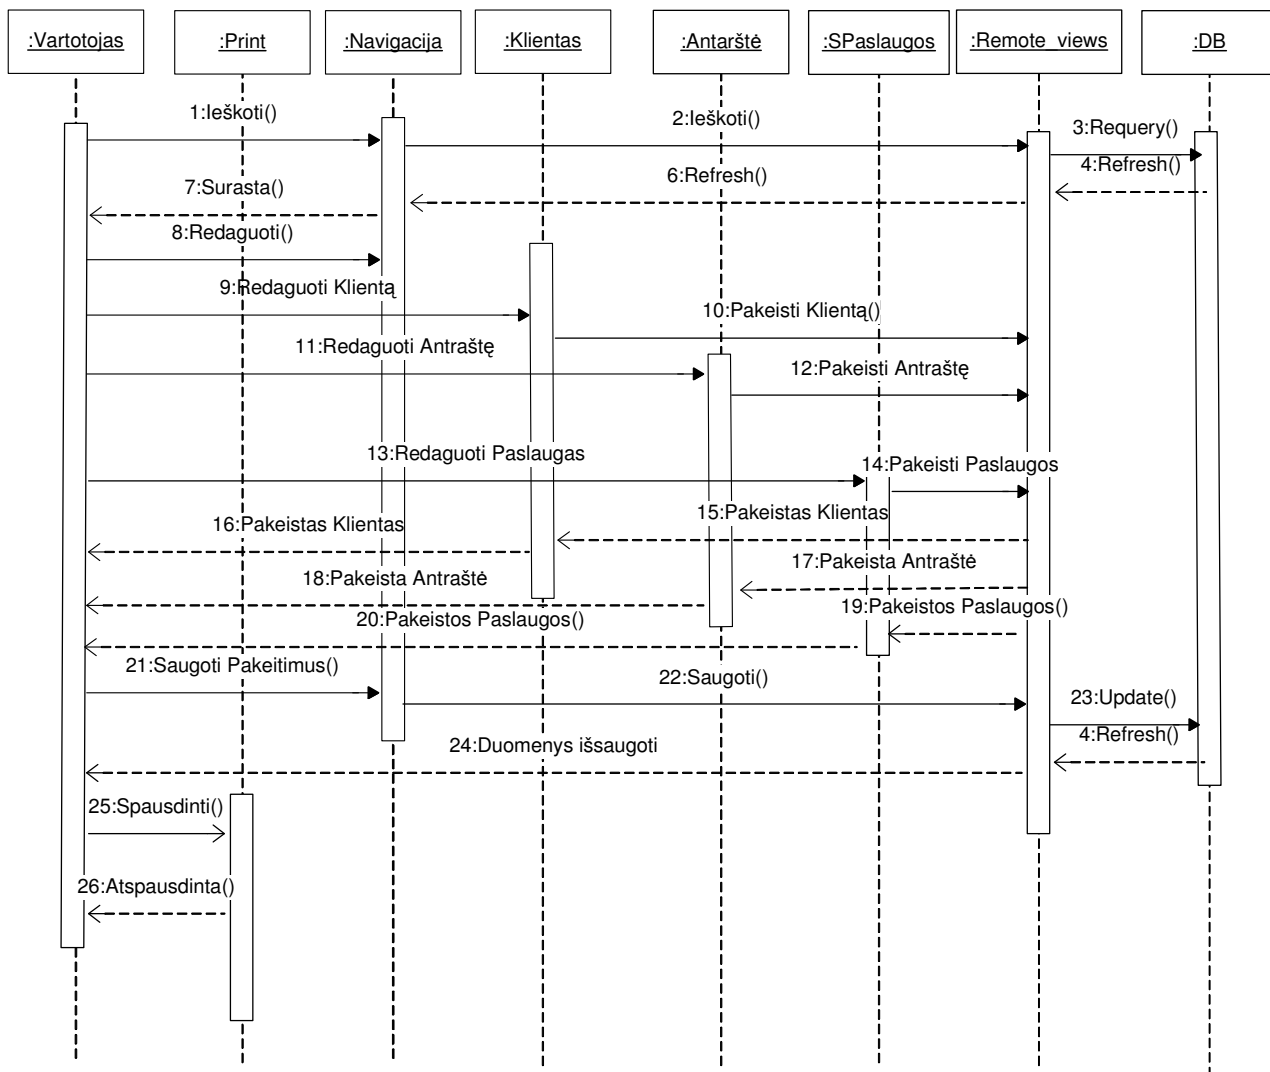 :Vartotojas
:Print
:Navigacija
:Klientas
:Antarštė
:SPaslaugos
:Remote_views
:DB
1:Ieškoti()
2:Ieškoti()
3:Requery()
4:Refresh()
6:Refresh()
7:Surasta()
8:Redaguoti()
9:Redaguoti Klientą
10:Pakeisti Klientą()
11:Redaguoti Antraštę
12:Pakeisti Antraštę
13:Redaguoti Paslaugas
14:Pakeisti Paslaugos
15:Pakeistas Klientas
16:Pakeistas Klientas
17:Pakeista Antraštė
18:Pakeista Antraštė
19:Pakeistos Paslaugos()
20:Pakeistos Paslaugos()
21:Saugoti Pakeitimus()
22:Saugoti()
23:Update()
4:Refresh()
24:Duomenys išsaugoti
25:Spausdinti()
26:Atspausdinta()